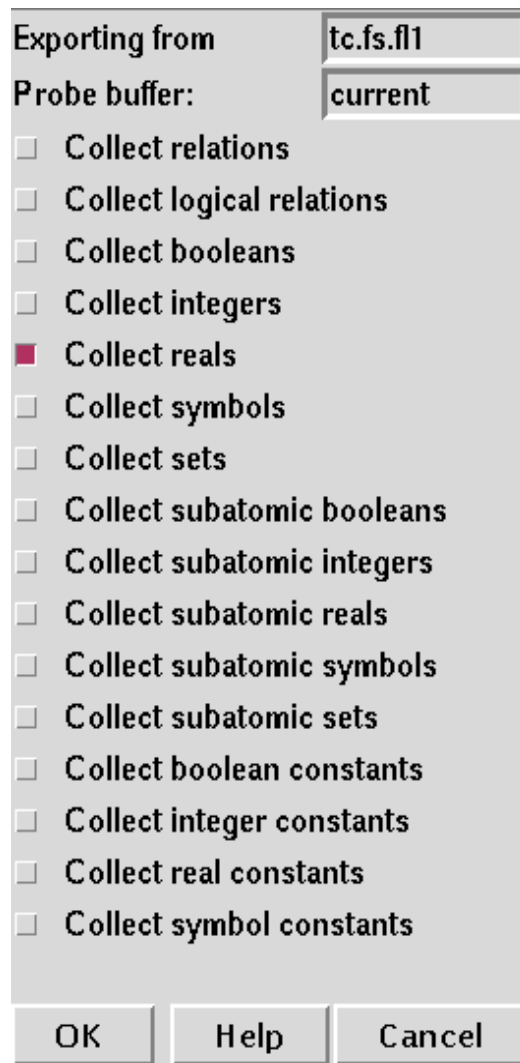 Exporting from tc.fs.fl1
Probe buffer: current
Collect relations
Collect logical relations
Collect booleans
Collect integers
Collect reals
Collect symbols
Collect sets
Collect subatomic booleans
Collect subatomic integers
Collect subatomic reals
Collect subatomic symbols
Collect subatomic sets
Collect boolean constants
Collect integer constants
Collect real constants
Collect symbol constants
OK Help Cancel